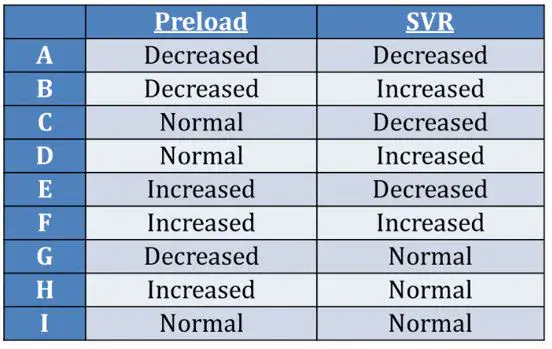 Preload SVR
A Decreased Decreased
B Decreased Increased
C Normal Decreased
D Normal Increased
E Increased Decreased
F Increased Increased
G Decreased Normal
H Increased Normal
I Normal Normal